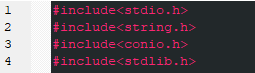 1 #include<stdio.h>
2 #include<string.h>
3 #include<conio.h>
4 #include<stdlib.h>